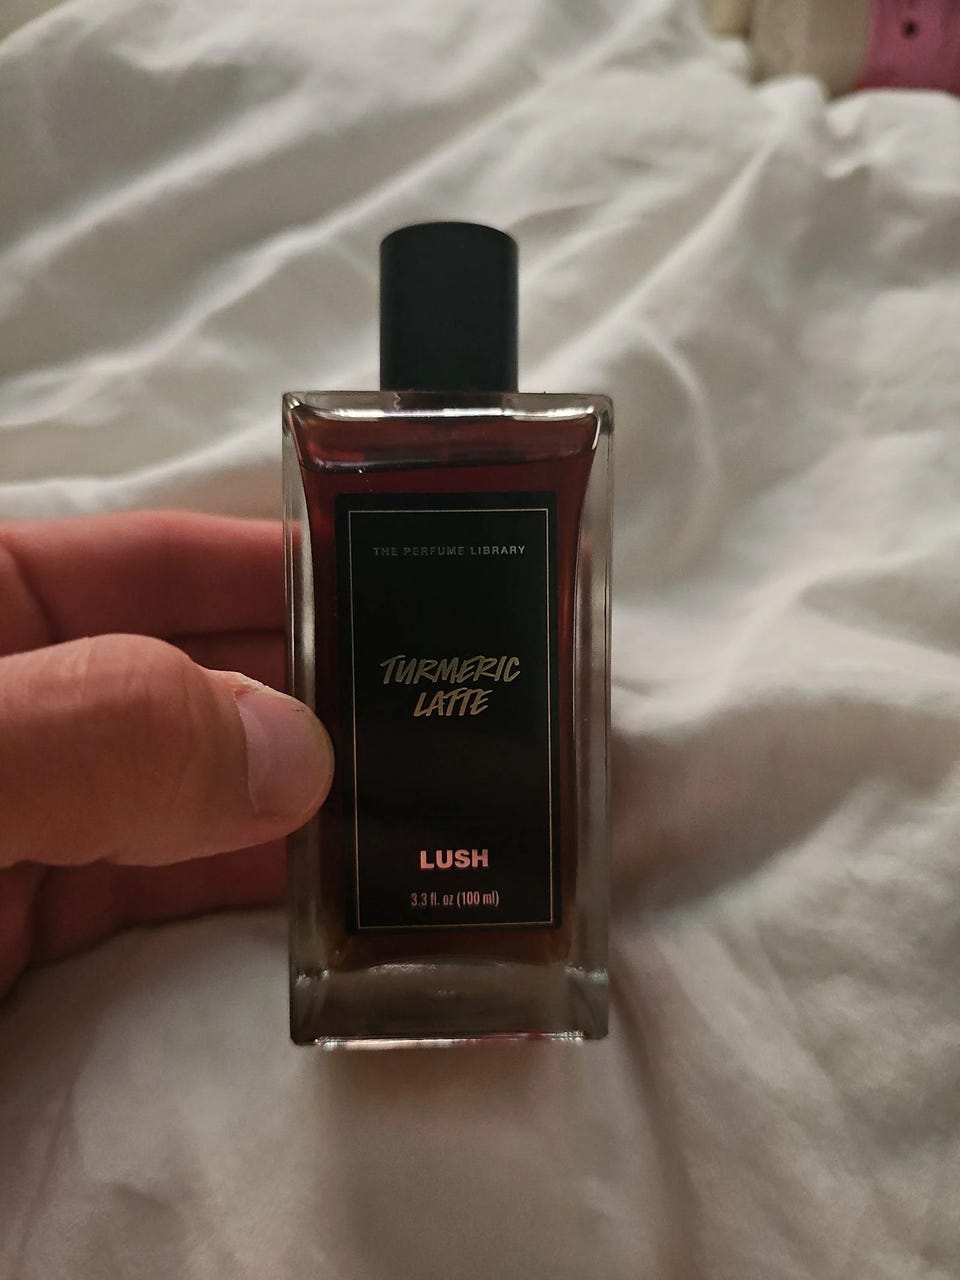 THE PERFUME LIBRARY
TURMERIC
LATTE
LUSH
3.3 fl. oz (100 ml)